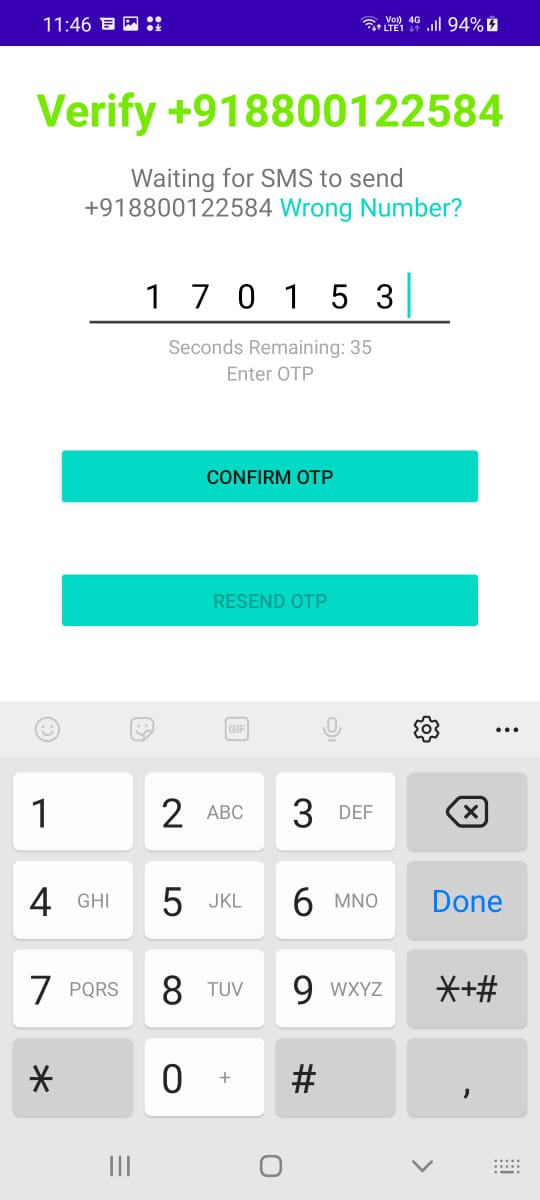 11:46 Vo)) LTE1 4G 94%
Verify +918800122584
Waiting for SMS to send
+918800122584 Wrong Number?
1 7 0 1 5 3
Seconds Remaining: 35
Enter OTP
CONFIRM OTP
RESEND OTP
GIF
1 2 ABC 3 DEF
4 GHI 5 JKL 6 MNO Done
7 PQRS 8 TUV 9 WXYZ *+#
* 0 + # ,